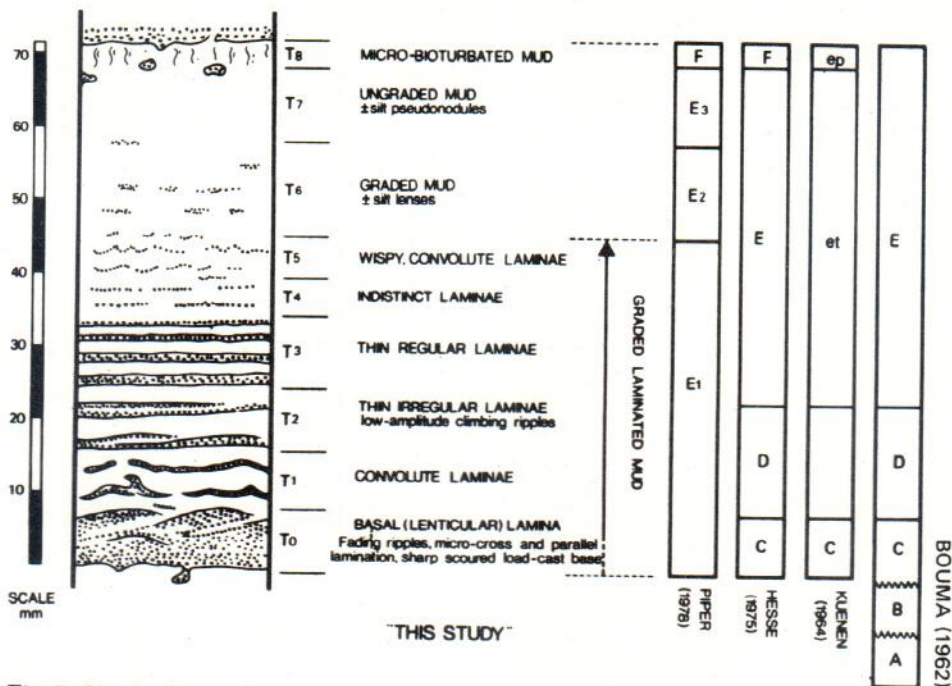 70
60
50
40
30
20
10
SCALE
mm
T8 MICRO-BIOTURBATED MUD
T7 UNGRADED MUD
± silt pseudonodules
T6 GRADED MUD
± silt lenses
T5 WISPY, CONVOLUTE LAMINAE
T4 INDISTINCT LAMINAE
T3 THIN REGULAR LAMINAE
T2 THIN IRREGULAR LAMINAE
low-amplitude climbing ripples
T1 CONVOLUTE LAMINAE
T0 BASAL (LENTICULAR) LAMINA
Fading ripples, micro-cross and parallel
lamination, sharp scoured load-cast base
"THIS STUDY"
GRADED LAMINATED MUD
F
E3
E2
E1
PIPER
(1978)
F
E
D
C
HESSE
(1975)
ep
et
C
KUENEN
(1964)
E
D
C
B
A
BOUMA (1962)